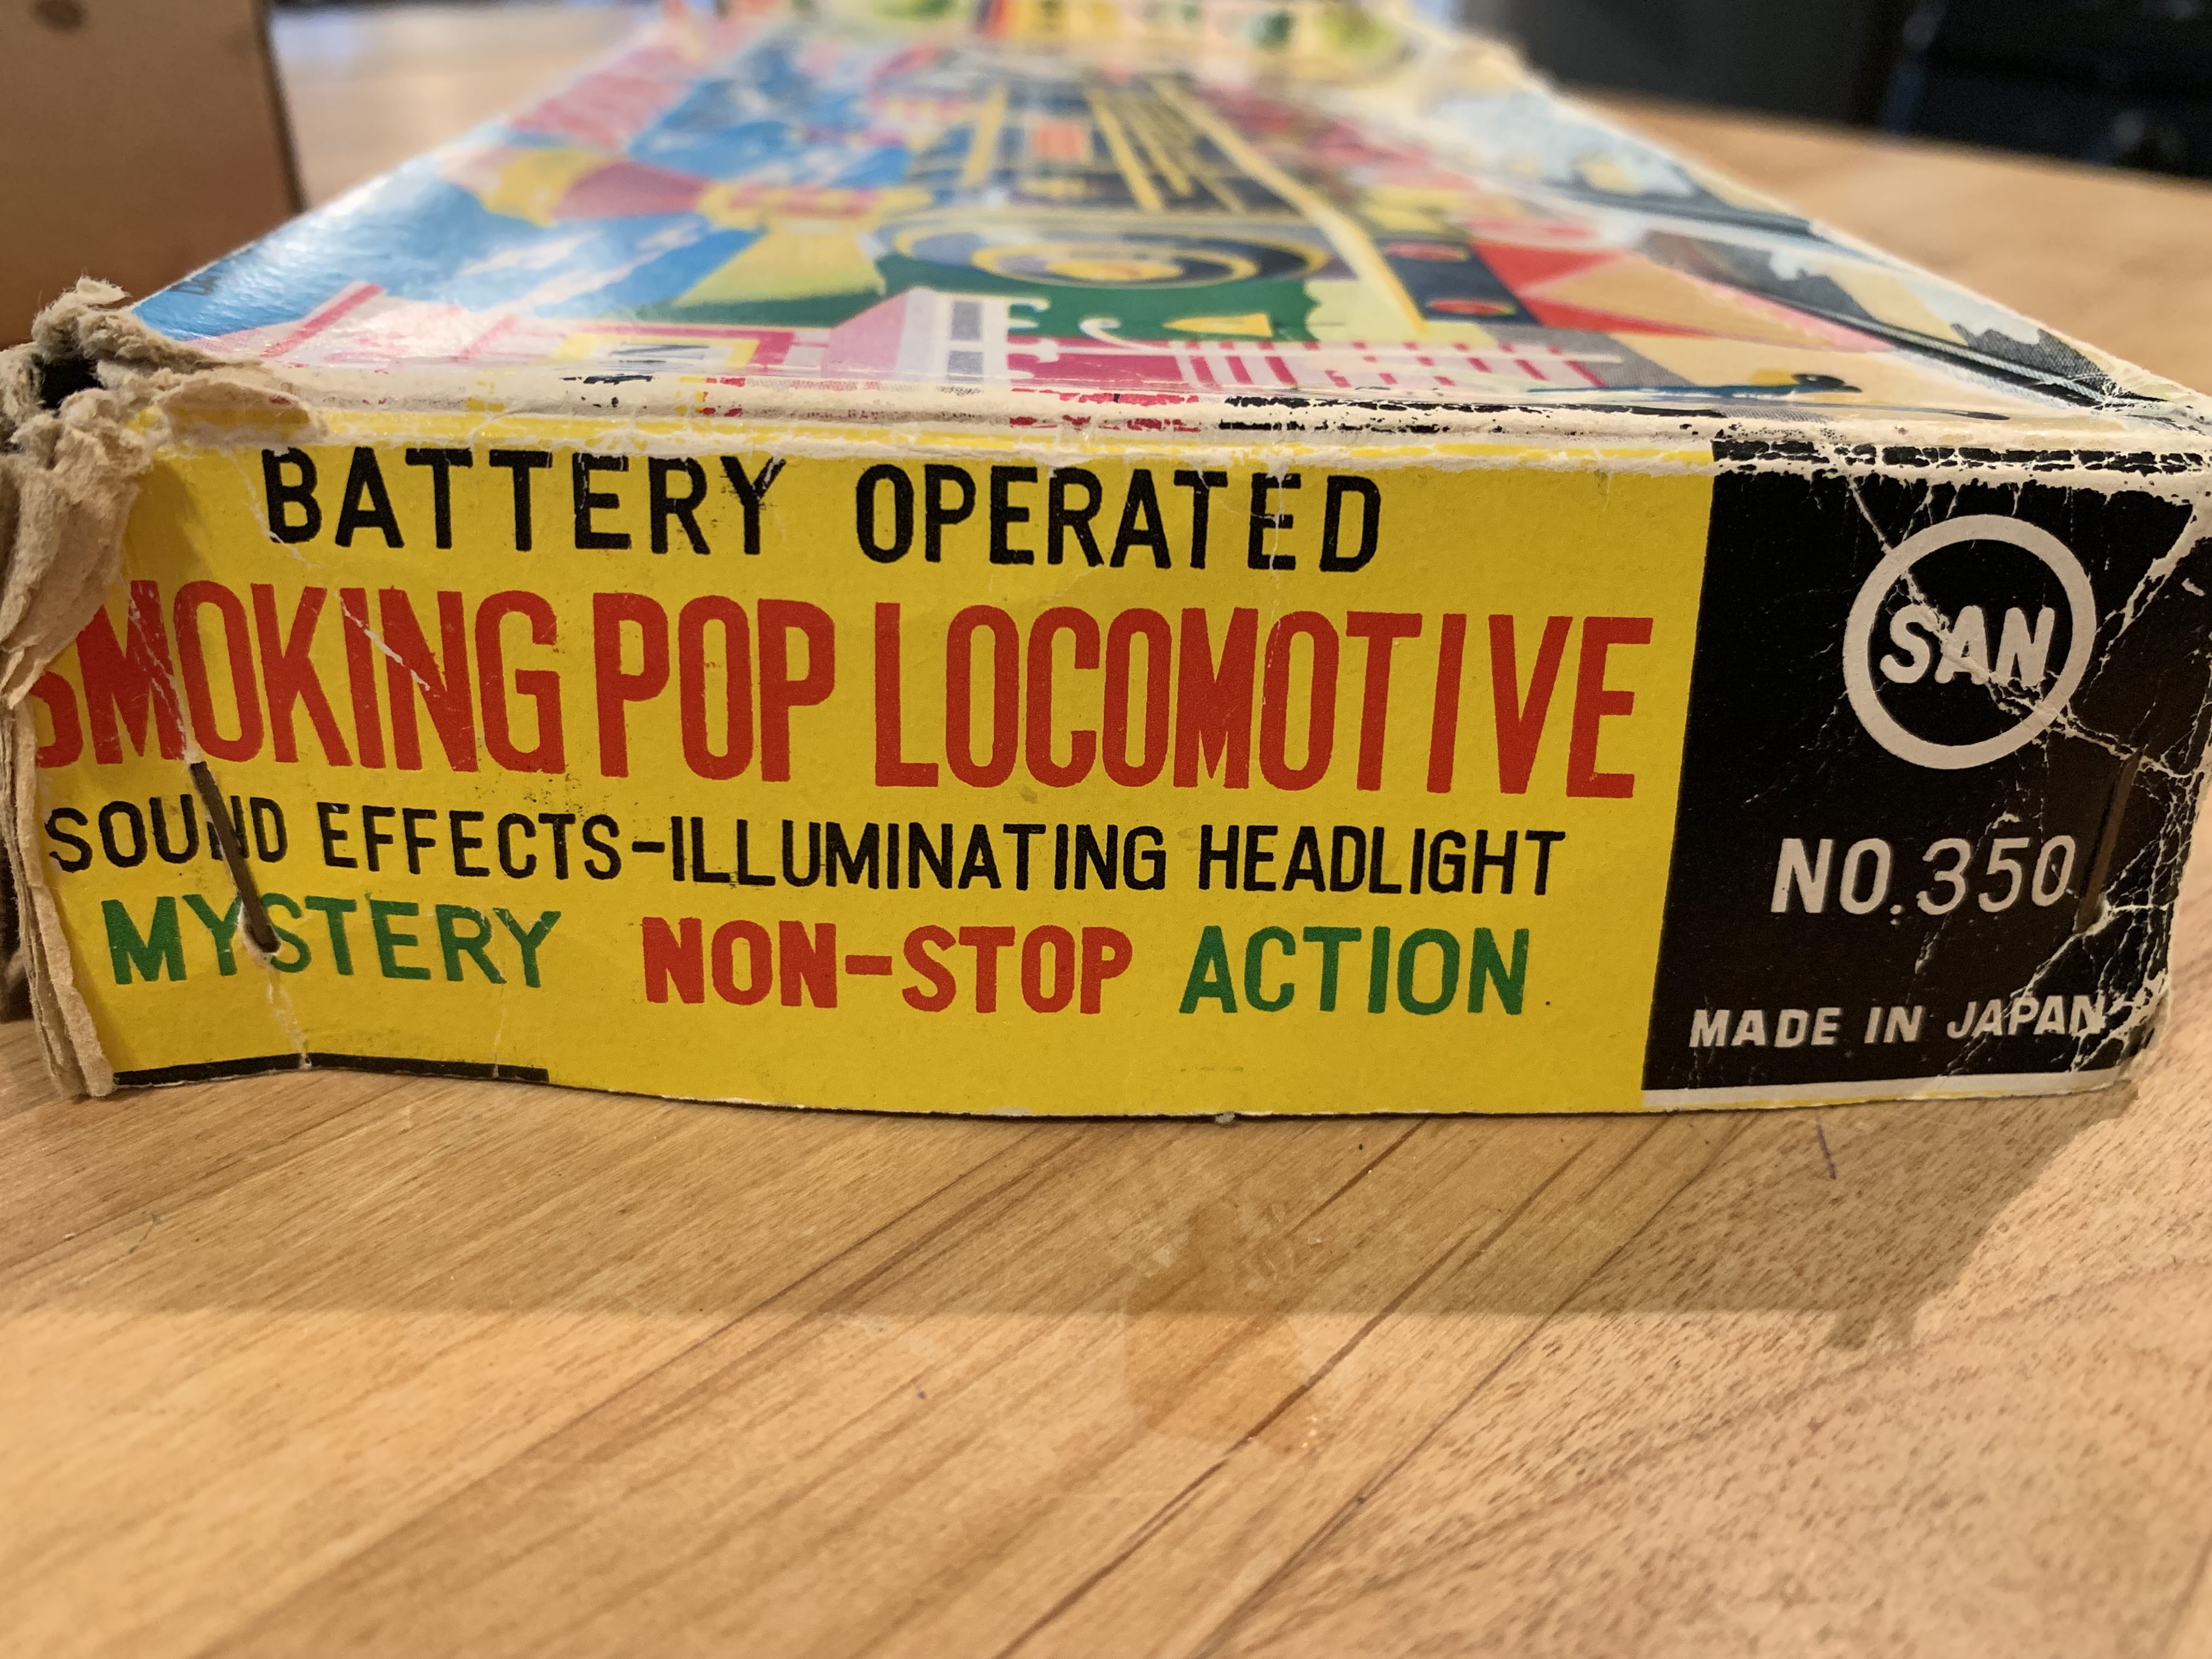 BATTERY OPERATED
SMOKING POP LOCOMOTIVE
SOUND EFFECTS-ILLUMINATING HEADLIGHT
MYSTERY NON-STOP ACTION
SAN
NO.350
MADE IN JAPAN